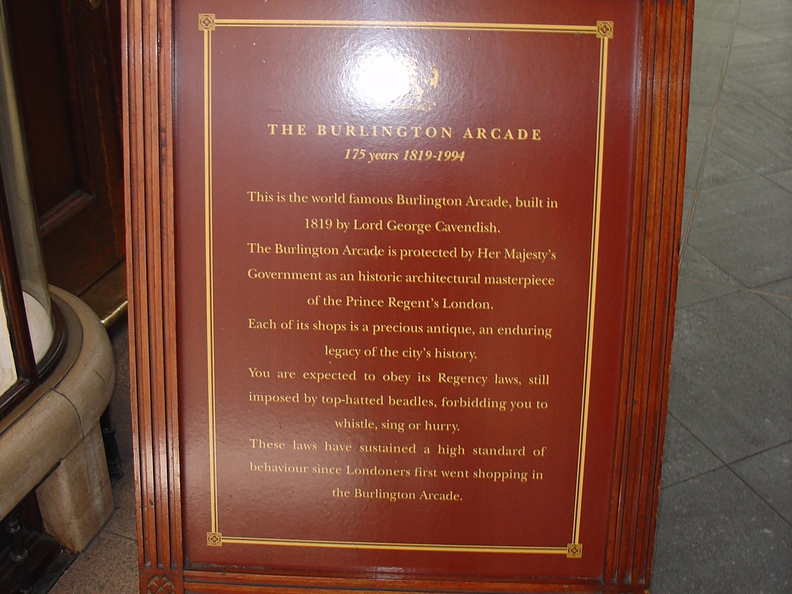 THE BURLINGTON ARCADE
175 years 1819-1994
This is the world famous Burlington Arcade, built in
1819 by Lord George Cavendish.
The Burlington Arcade is protected by Her Majesty's
Government as an historic architectural masterpiece
of the Prince Regent's London.
Each of its shops is a precious antique, an enduring
legacy of the city's history.
You are expected to obey its Regency laws, still
imposed by top-hatted beadles, forbidding you to
whistle, sing or hurry.
These laws have sustained a high standard of
behaviour since Londoners first went shopping in
the Burlington Arcade.